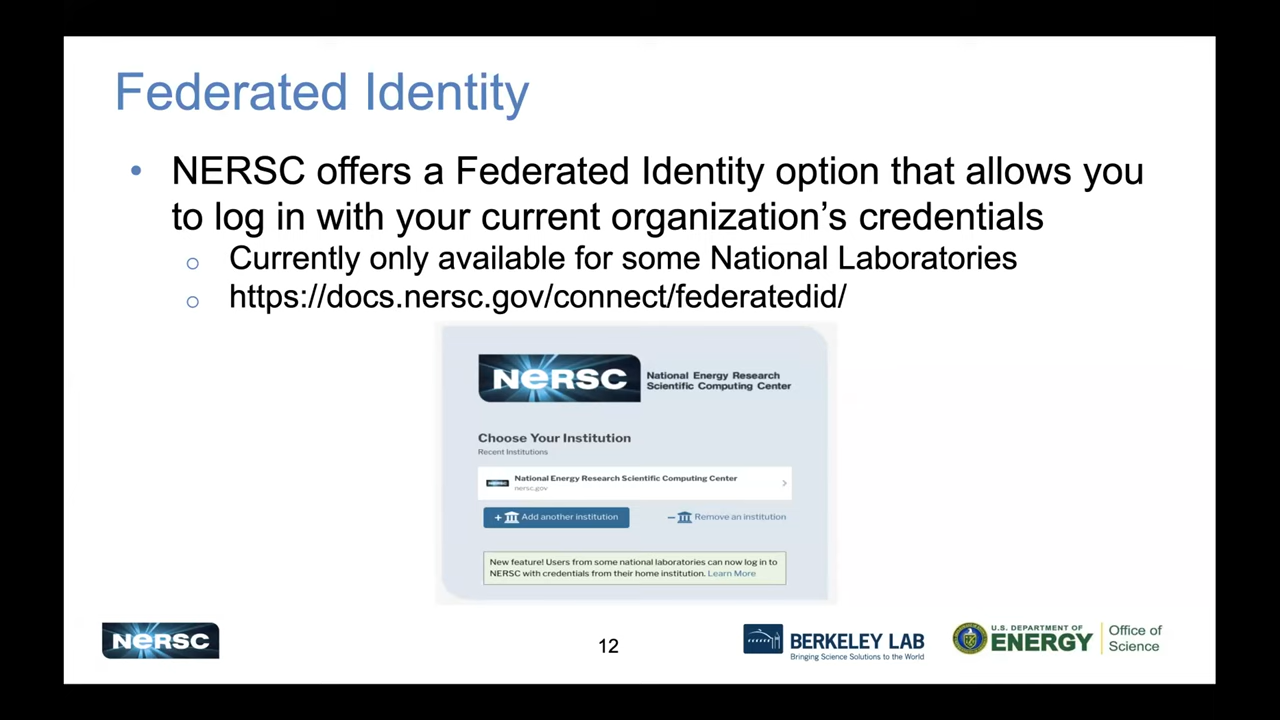 Federated Identity
• NERSC offers a Federated Identity option that allows you
to log in with your current organization’s credentials
o Currently only available for some National Laboratories
o https://docs.nersc.gov/connect/federatedid/
NERSC
National Energy Research
Scientific Computing Center
Choose Your Institution
Recent Institutions
National Energy Research Scientific Computing Center
nersc.gov
+ Add another institution
− Remove an institution
New feature! Users from some national laboratories can now log in to
NERSC with credentials from their home institution. Learn More
NERSC
12
BERKELEY LAB
Bringing Science Solutions to the World
U.S. DEPARTMENT OF
ENERGY
Office of
Science